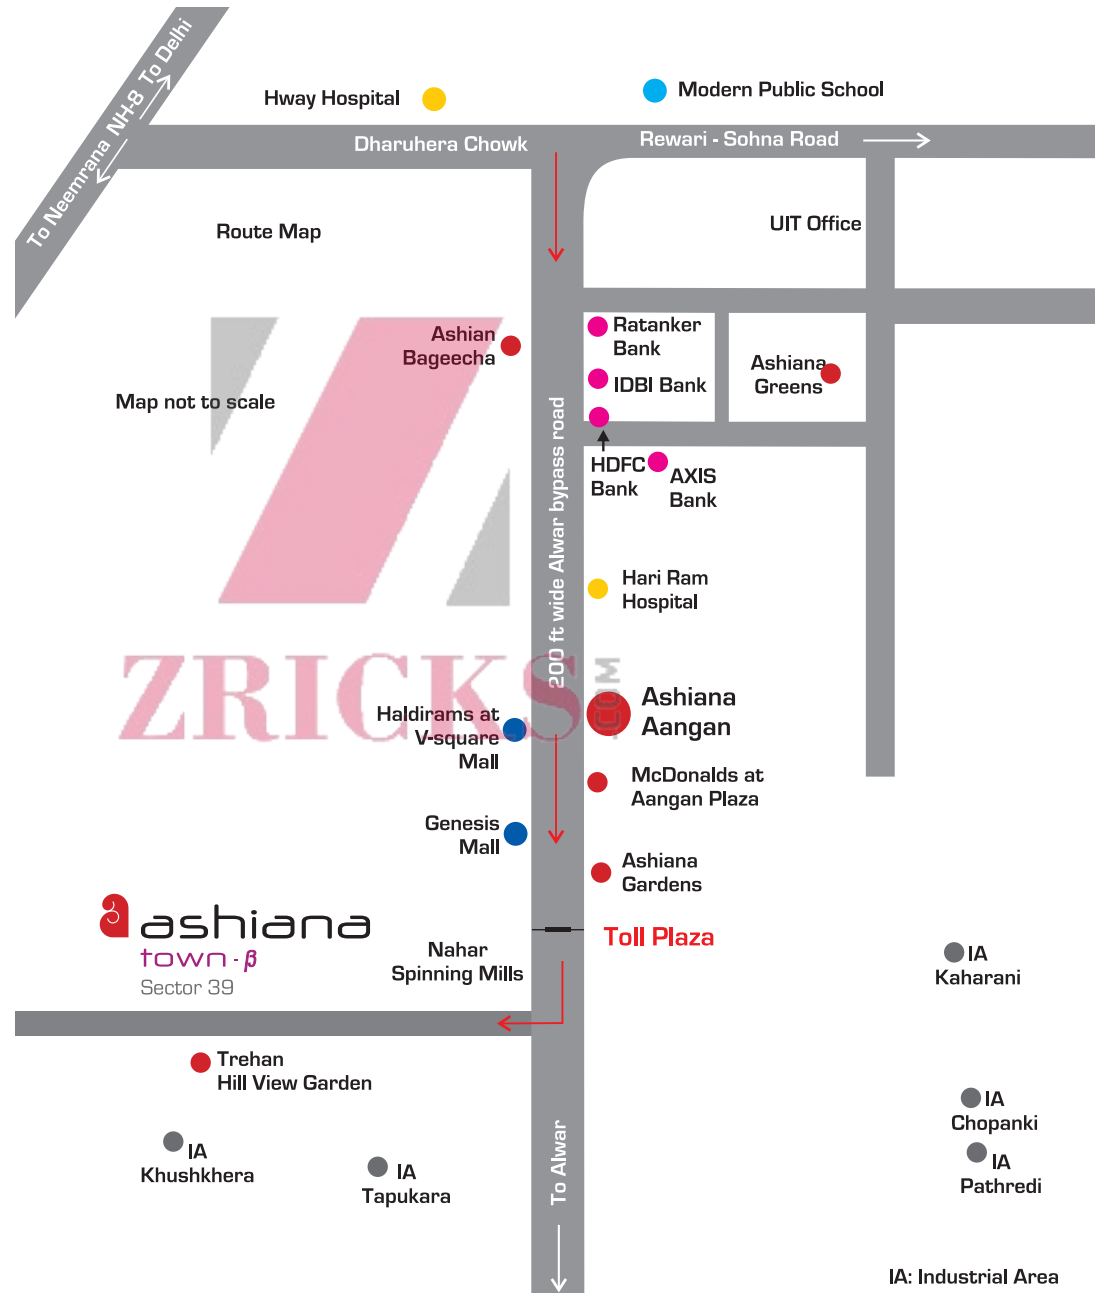 To Neemrana NH-8 To Delhi
Hway Hospital
Modern Public School
Dharuhera Chowk
Rewari - Sohna Road
Route Map
UIT Office
Ashian
Bageecha
Ratanker
Bank
IDBI Bank
Ashiana
Greens
Map not to scale
HDFC
Bank
AXIS
Bank
200 ft wide Alwar bypass road
Hari Ram
Hospital
ZRICKS
.COM
Ashiana
Aangan
Haldirams at
V-square
Mall
McDonalds at
Aangan Plaza
Genesis
Mall
Ashiana
Gardens
ashiana
town - β
Sector 39
Toll Plaza
Nahar
Spinning Mills
IA
Kaharani
Trehan
Hill View Garden
IA
Khushkhera
IA
Tapukara
To Alwar
IA
Chopanki
IA
Pathredi
IA: Industrial Area